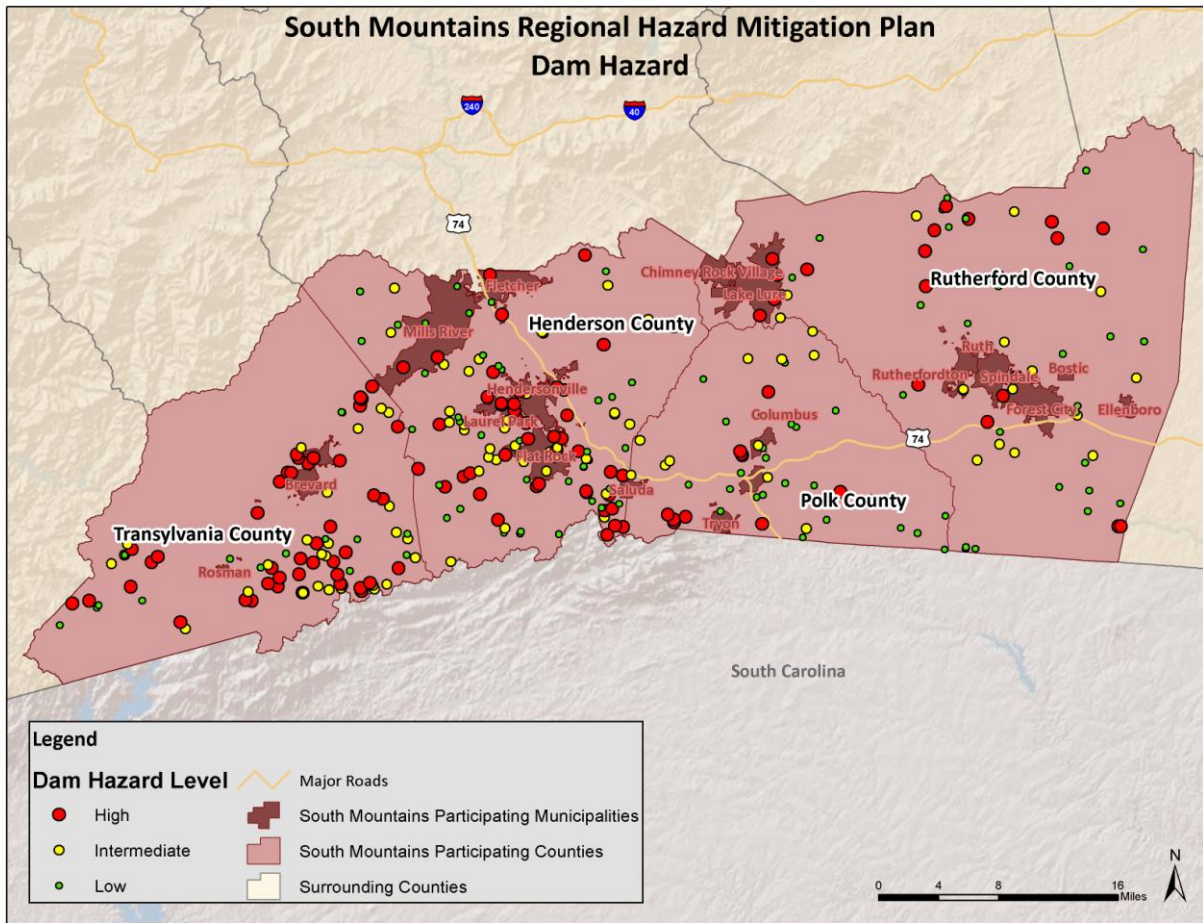 South Mountains Regional Hazard Mitigation Plan
Dam Hazard
240
40
74
Chimney Rock Village
Lake Lure
Rutherford County
Fletcher
Henderson County
Mills River
Ruth
Rutherfordton
Spindale
Bostic
Hendersonville
Forest City
Ellenboro
Laurel Park
Columbus
74
Flat Rock
Brevard
Saluda
Polk County
Tryon
Transylvania County
Rosman
South Carolina
Legend
Dam Hazard Level
High
Intermediate
Low
Major Roads
South Mountains Participating Municipalities
South Mountains Participating Counties
Surrounding Counties
N
0 4 8 16
Miles